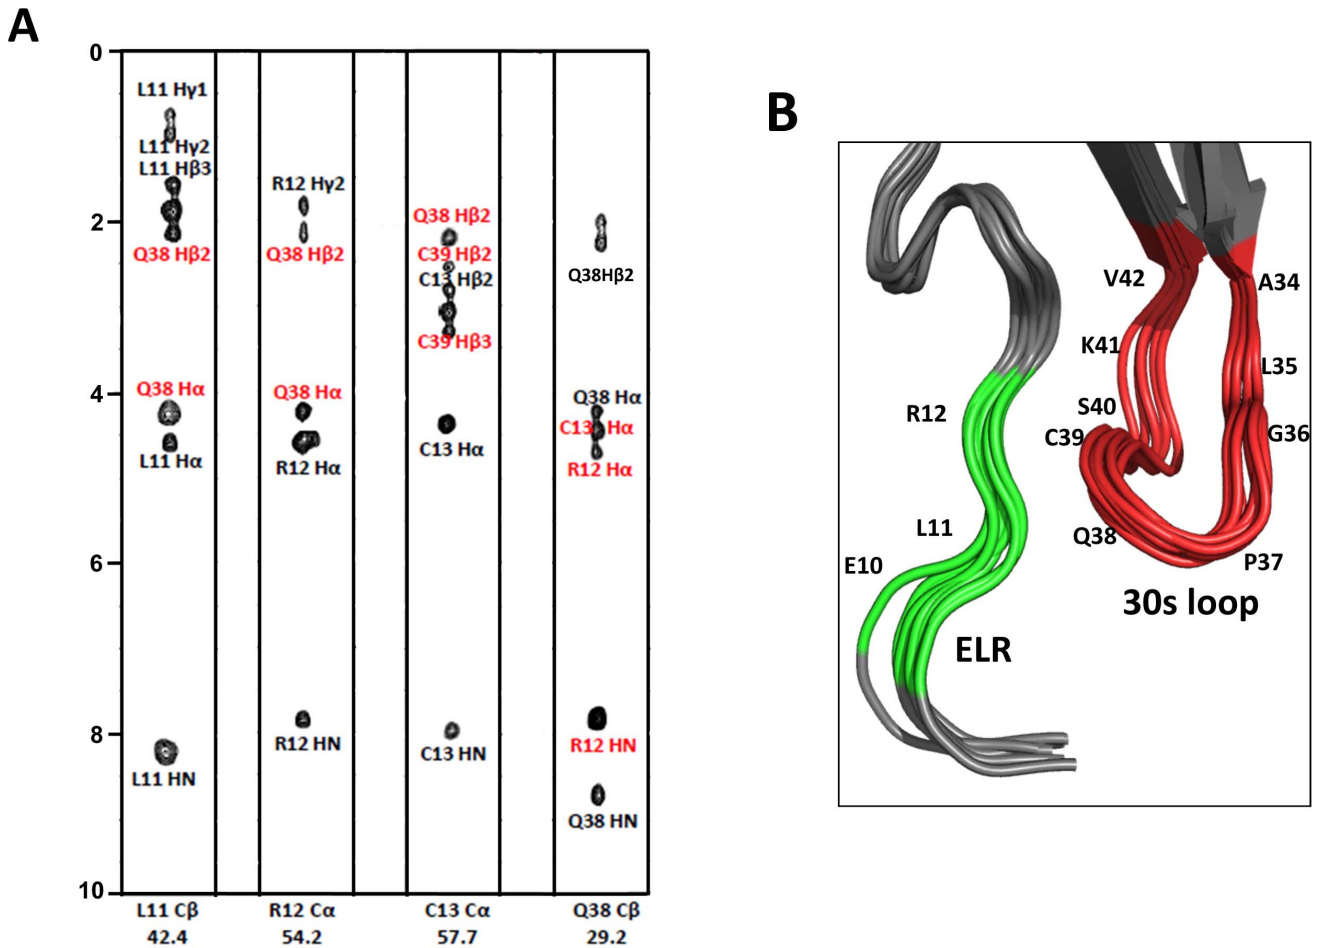 A
0
2
4
6
8
10
L11 Hγ1
L11 Hγ2
L11 Hβ3
Q38 Hβ2
Q38 Hα
L11 Hα
L11 HN
L11 Cβ
42.4
R12 Hγ2
Q38 Hβ2
Q38 Hα
R12 Hα
R12 HN
R12 Cα
54.2
Q38 Hβ2
C39 Hβ2
C13 Hβ2
C39 Hβ3
C13 Hα
C13 HN
C13 Cα
57.7
Q38Hβ2
Q38 Hα
C13 Hα
R12 Hα
R12 HN
Q38 HN
Q38 Cβ
29.2
B
V42
A34
K41
L35
S40
R12
C39
G36
L11
Q38
E10
P37
30s loop
ELR